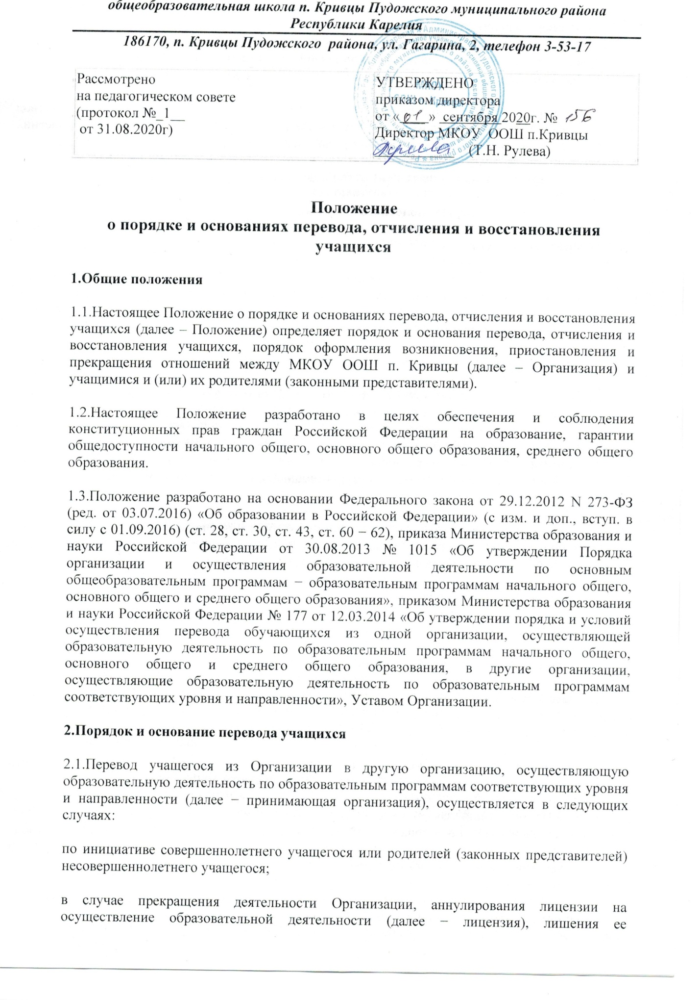 общеобразовательная школа п. Кривцы Пудожского муниципального района
Республики Карелия
186170, п. Кривцы Пудожского района, ул. Гагарина, 2, телефон 3-53-17
Рассмотрено
на педагогическом совете
(протокол №_1__
от 31.08.2020г)
УТВЕРЖДЕНО
приказом директора
от «01» сентября 2020г. № 156
Директор МКОУ ООШ п.Кривцы
(Т.Н. Рулева)
Положение
о порядке и основаниях перевода, отчисления и восстановления
учащихся
1.Общие положения
1.1.Настоящее Положение о порядке и основаниях перевода, отчисления и восстановления
учащихся (далее – Положение) определяет порядок и основания перевода, отчисления и
восстановления учащихся, порядок оформления возникновения, приостановления и
прекращения отношений между МКОУ ООШ п. Кривцы (далее – Организация) и
учащимися и (или) их родителями (законными представителями).
1.2.Настоящее Положение разработано в целях обеспечения и соблюдения
конституционных прав граждан Российской Федерации на образование, гарантии
общедоступности начального общего, основного общего образования, среднего общего
образования.
1.3.Положение разработано на основании Федерального закона от 29.12.2012 N 273-ФЗ
(ред. от 03.07.2016) «Об образовании в Российской Федерации» (с изм. и доп., вступ. в
силу с 01.09.2016) (ст. 28, ст. 30, ст. 43, ст. 60 − 62), приказа Министерства образования и
науки Российской Федерации от 30.08.2013 № 1015 «Об утверждении Порядка
организации и осуществления образовательной деятельности по основным
общеобразовательным программам − образовательным программам начального общего,
основного общего и среднего общего образования», приказом Министерства образования
и науки Российской Федерации № 177 от 12.03.2014 «Об утверждении порядка и условий
осуществления перевода обучающихся из одной организации, осуществляющей
образовательную деятельность по образовательным программам начального общего,
основного общего и среднего общего образования, в другие организации,
осуществляющие образовательную деятельность по образовательным программам
соответствующих уровня и направленности», Уставом Организации.
2.Порядок и основание перевода учащихся
2.1.Перевод учащегося из Организации в другую организацию, осуществляющую
образовательную деятельность по образовательным программам соответствующих уровня
и направленности (далее − принимающая организация), осуществляется в следующих
случаях:
по инициативе совершеннолетнего учащегося или родителей (законных представителей)
несовершеннолетнего учащегося;
в случае прекращения деятельности Организации, аннулирования лицензии на
осуществление образовательной деятельности (далее − лицензия), лишения ее